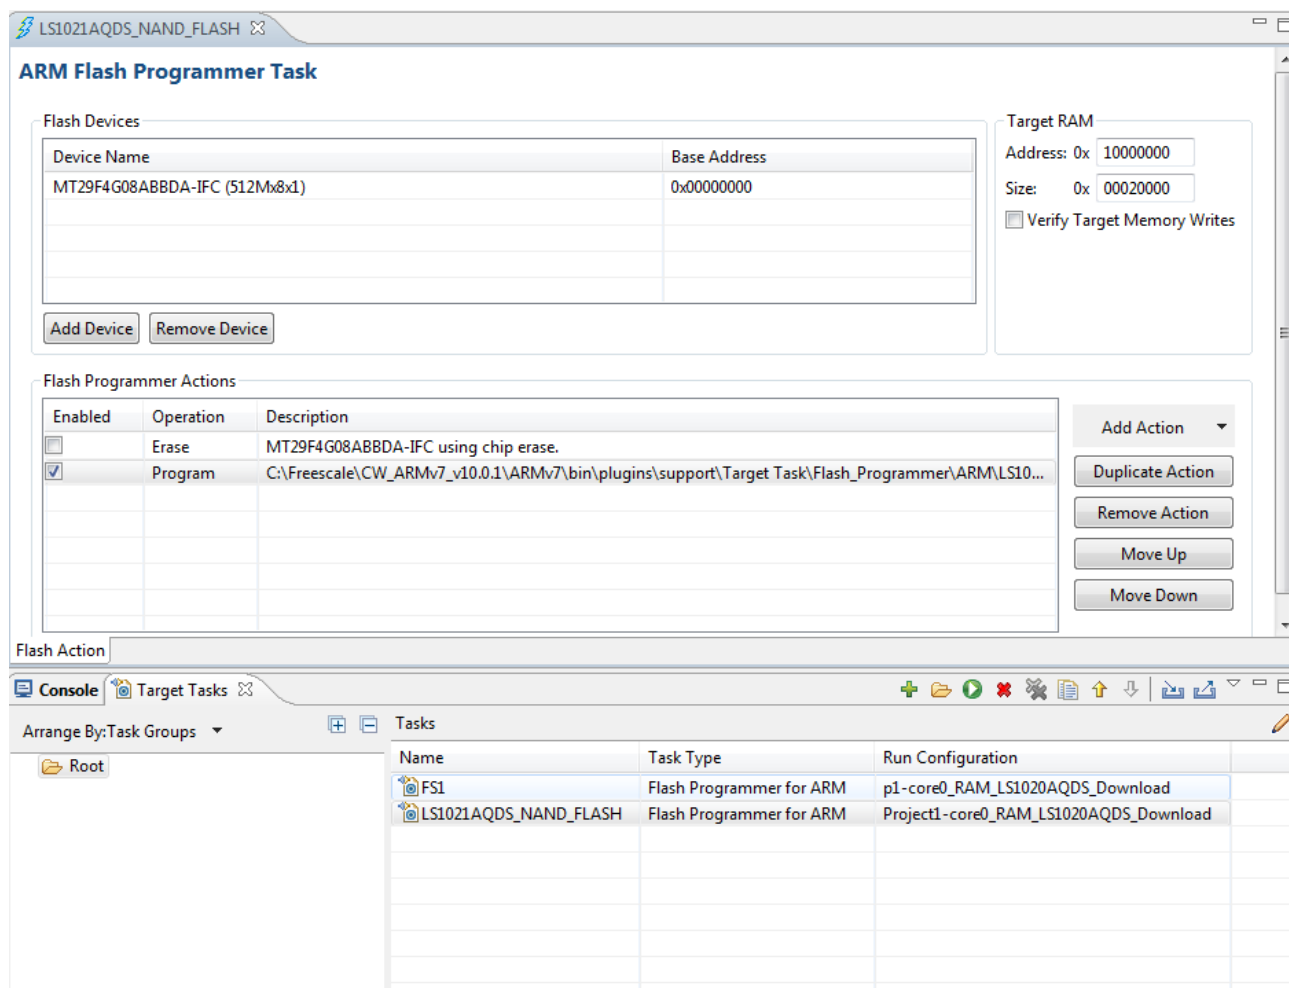 LS1021AQDS_NAND_FLASH
ARM Flash Programmer Task
Flash Devices
Device Name Base Address
MT29F4G08ABBDA-IFC (512Mx8x1) 0x00000000
Add Device Remove Device
Target RAM
Address: 0x 10000000
Size: 0x 00020000
Verify Target Memory Writes
Flash Programmer Actions
Enabled Operation Description
Erase MT29F4G08ABBDA-IFC using chip erase.
Program C:\Freescale\CW_ARMv7_v10.0.1\ARMv7\bin\plugins\support\Target Task\Flash_Programmer\ARM\LS10...
Add Action
Duplicate Action
Remove Action
Move Up
Move Down
Flash Action
Console Target Tasks
Arrange By:Task Groups
Root
Tasks
Name Task Type Run Configuration
FS1 Flash Programmer for ARM p1-core0_RAM_LS1020AQDS_Download
LS1021AQDS_NAND_FLASH Flash Programmer for ARM Project1-core0_RAM_LS1020AQDS_Download